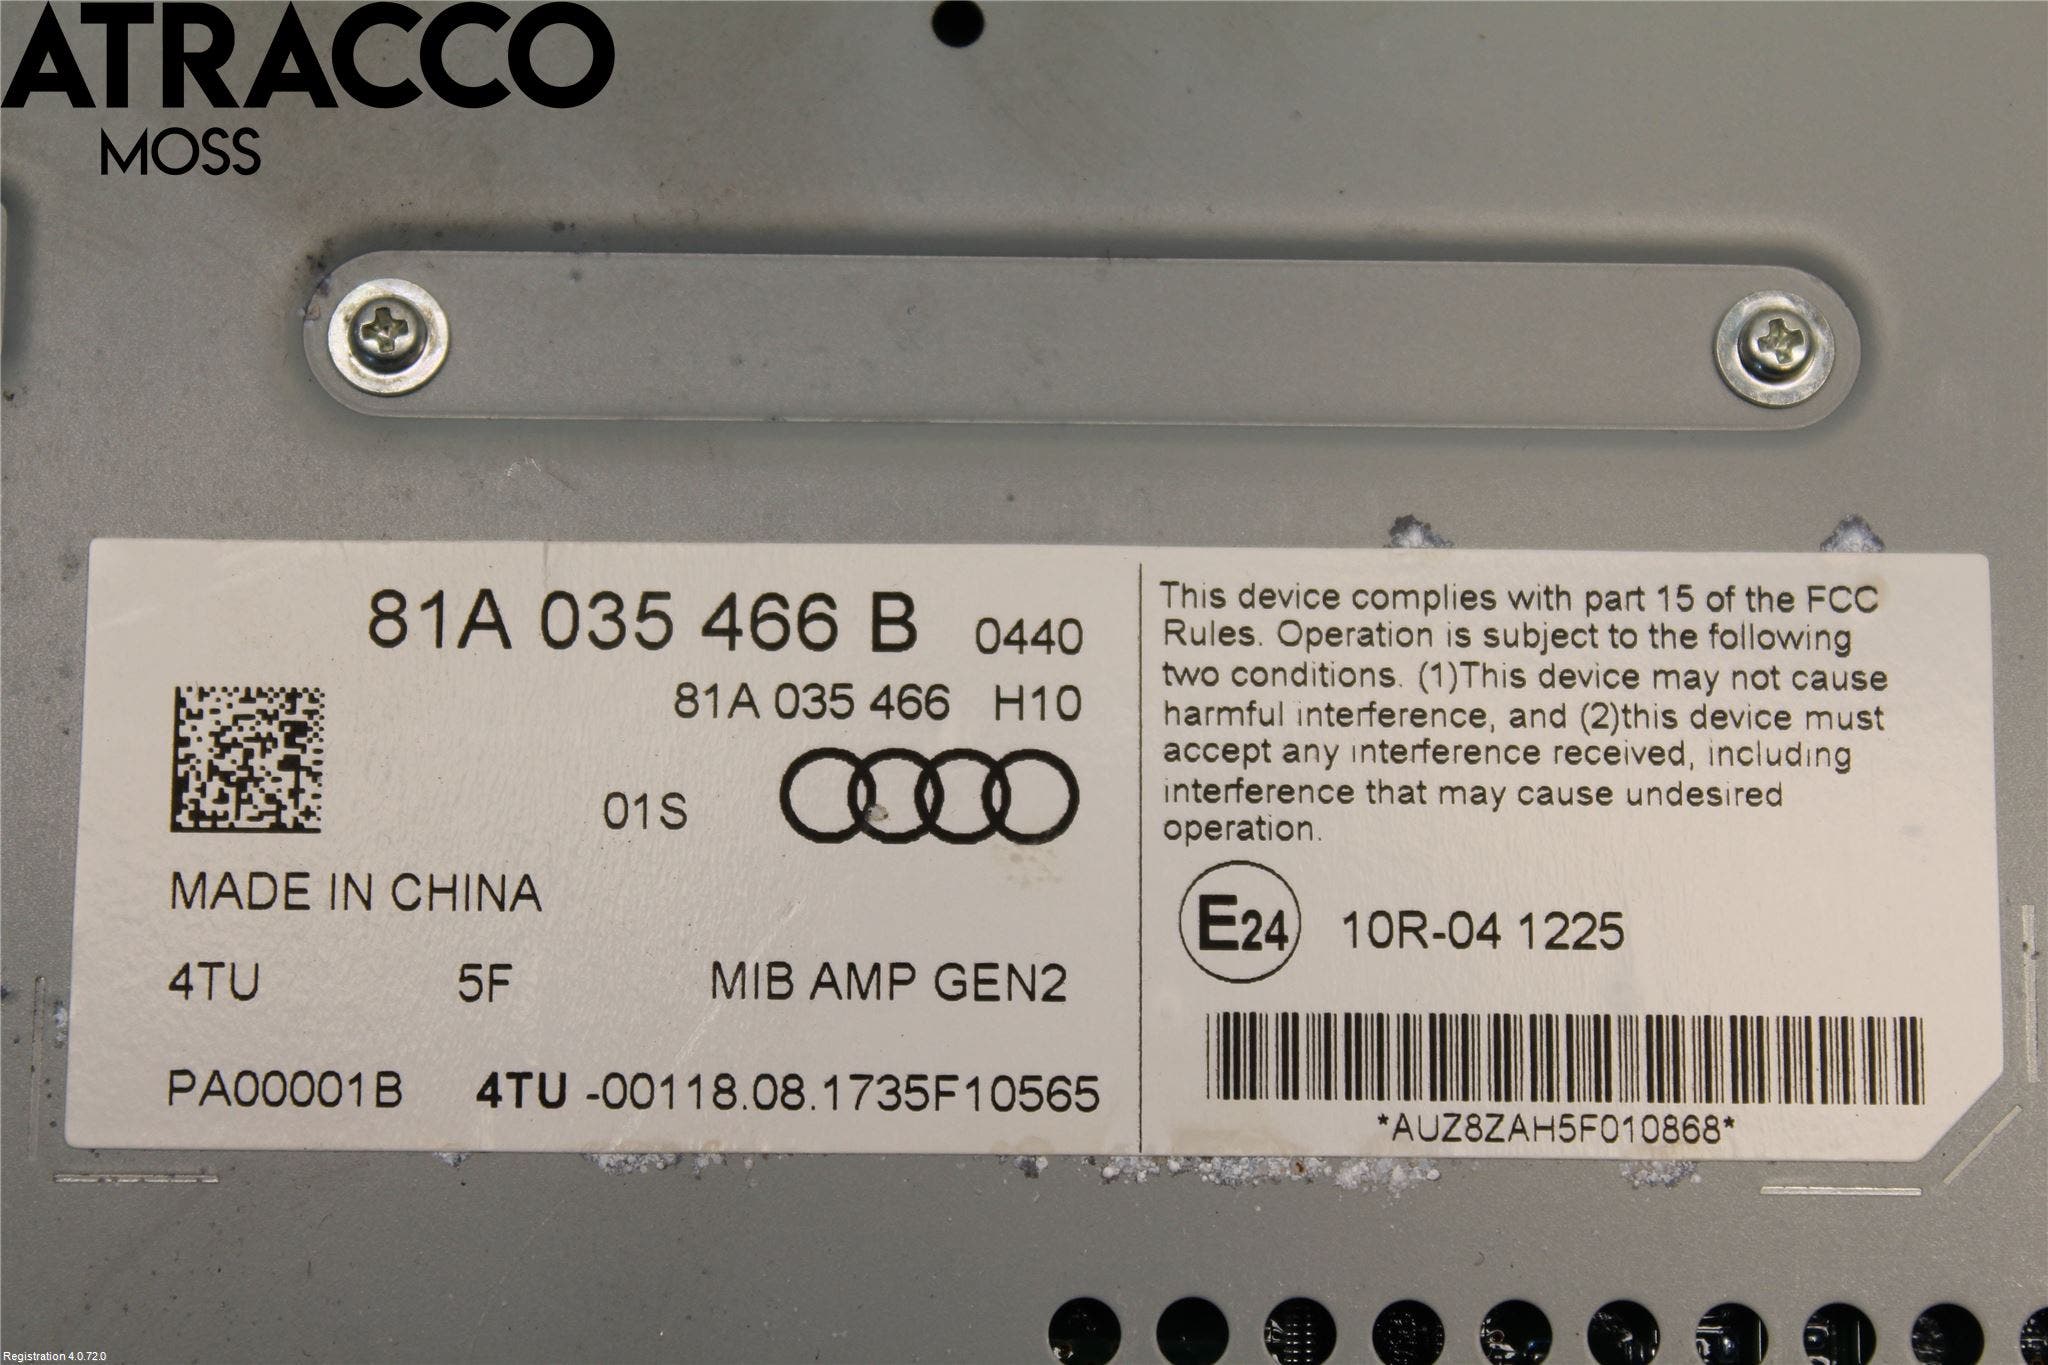 ATRACCO
MOSS
81A 035 466 B 0440
81A 035 466 H10
01S
MADE IN CHINA
4TU 5F MIB AMP GEN2
PA00001B 4TU -00118.08.1735F10565
This device complies with part 15 of the FCC
Rules. Operation is subject to the following
two conditions. (1)This device may not cause
harmful interference, and (2)this device must
accept any interference received, including
interference that may cause undesired
operation.
E24 10R-04 1225
*AUZ8ZAH5F010868*
Registration 4.0.72.0